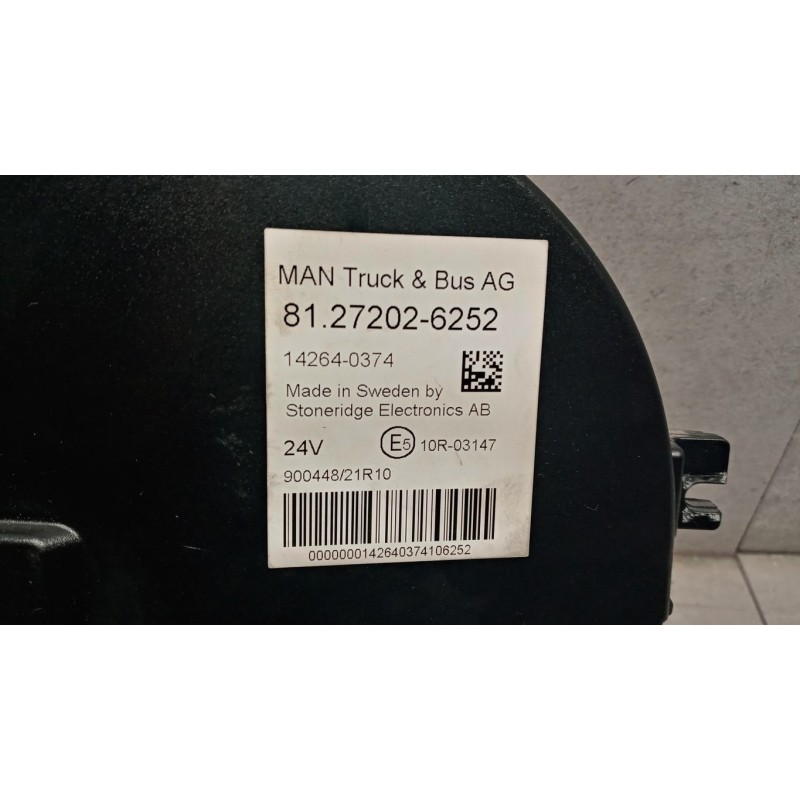 MAN Truck & Bus AG
81.27202-6252
14264-0374
Made in Sweden by
Stoneridge Electronics AB
24V E5 10R-03147
900448/21R10
0000000142640374106252